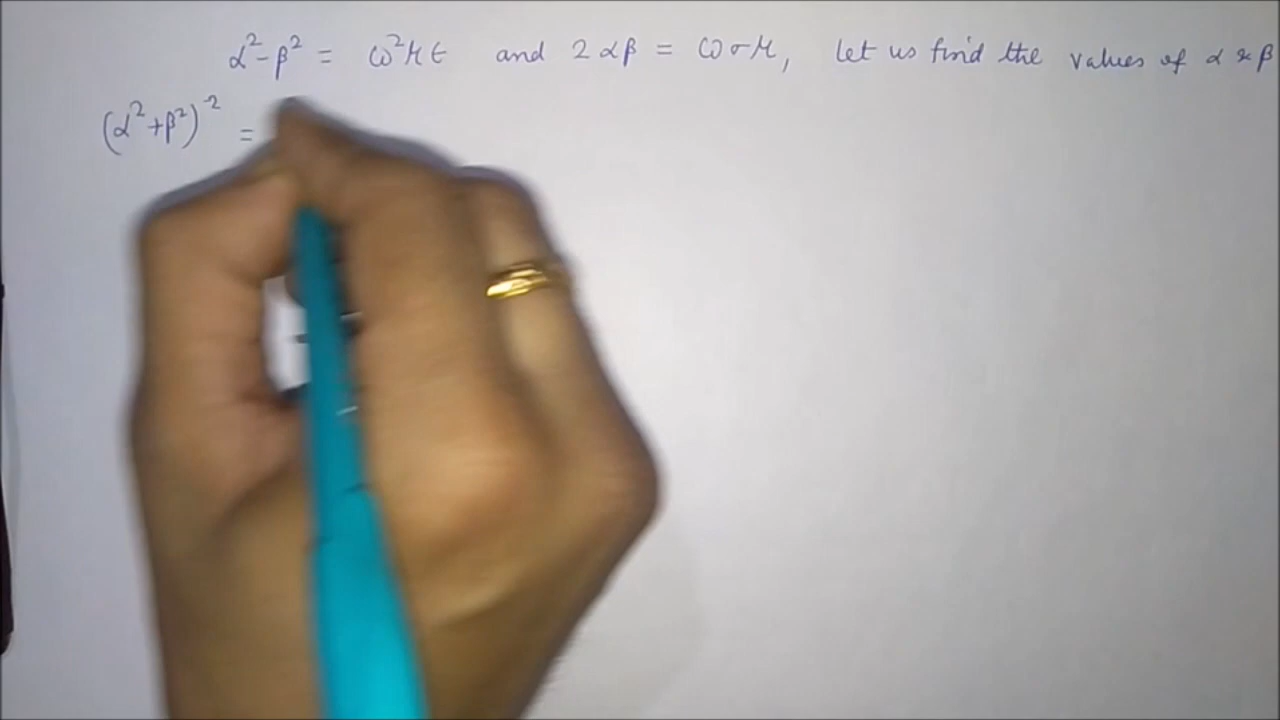 α² - β² = ω²μϵ and 2αβ = ωσμ, let us find the values of α & β
(α² + β²)² =